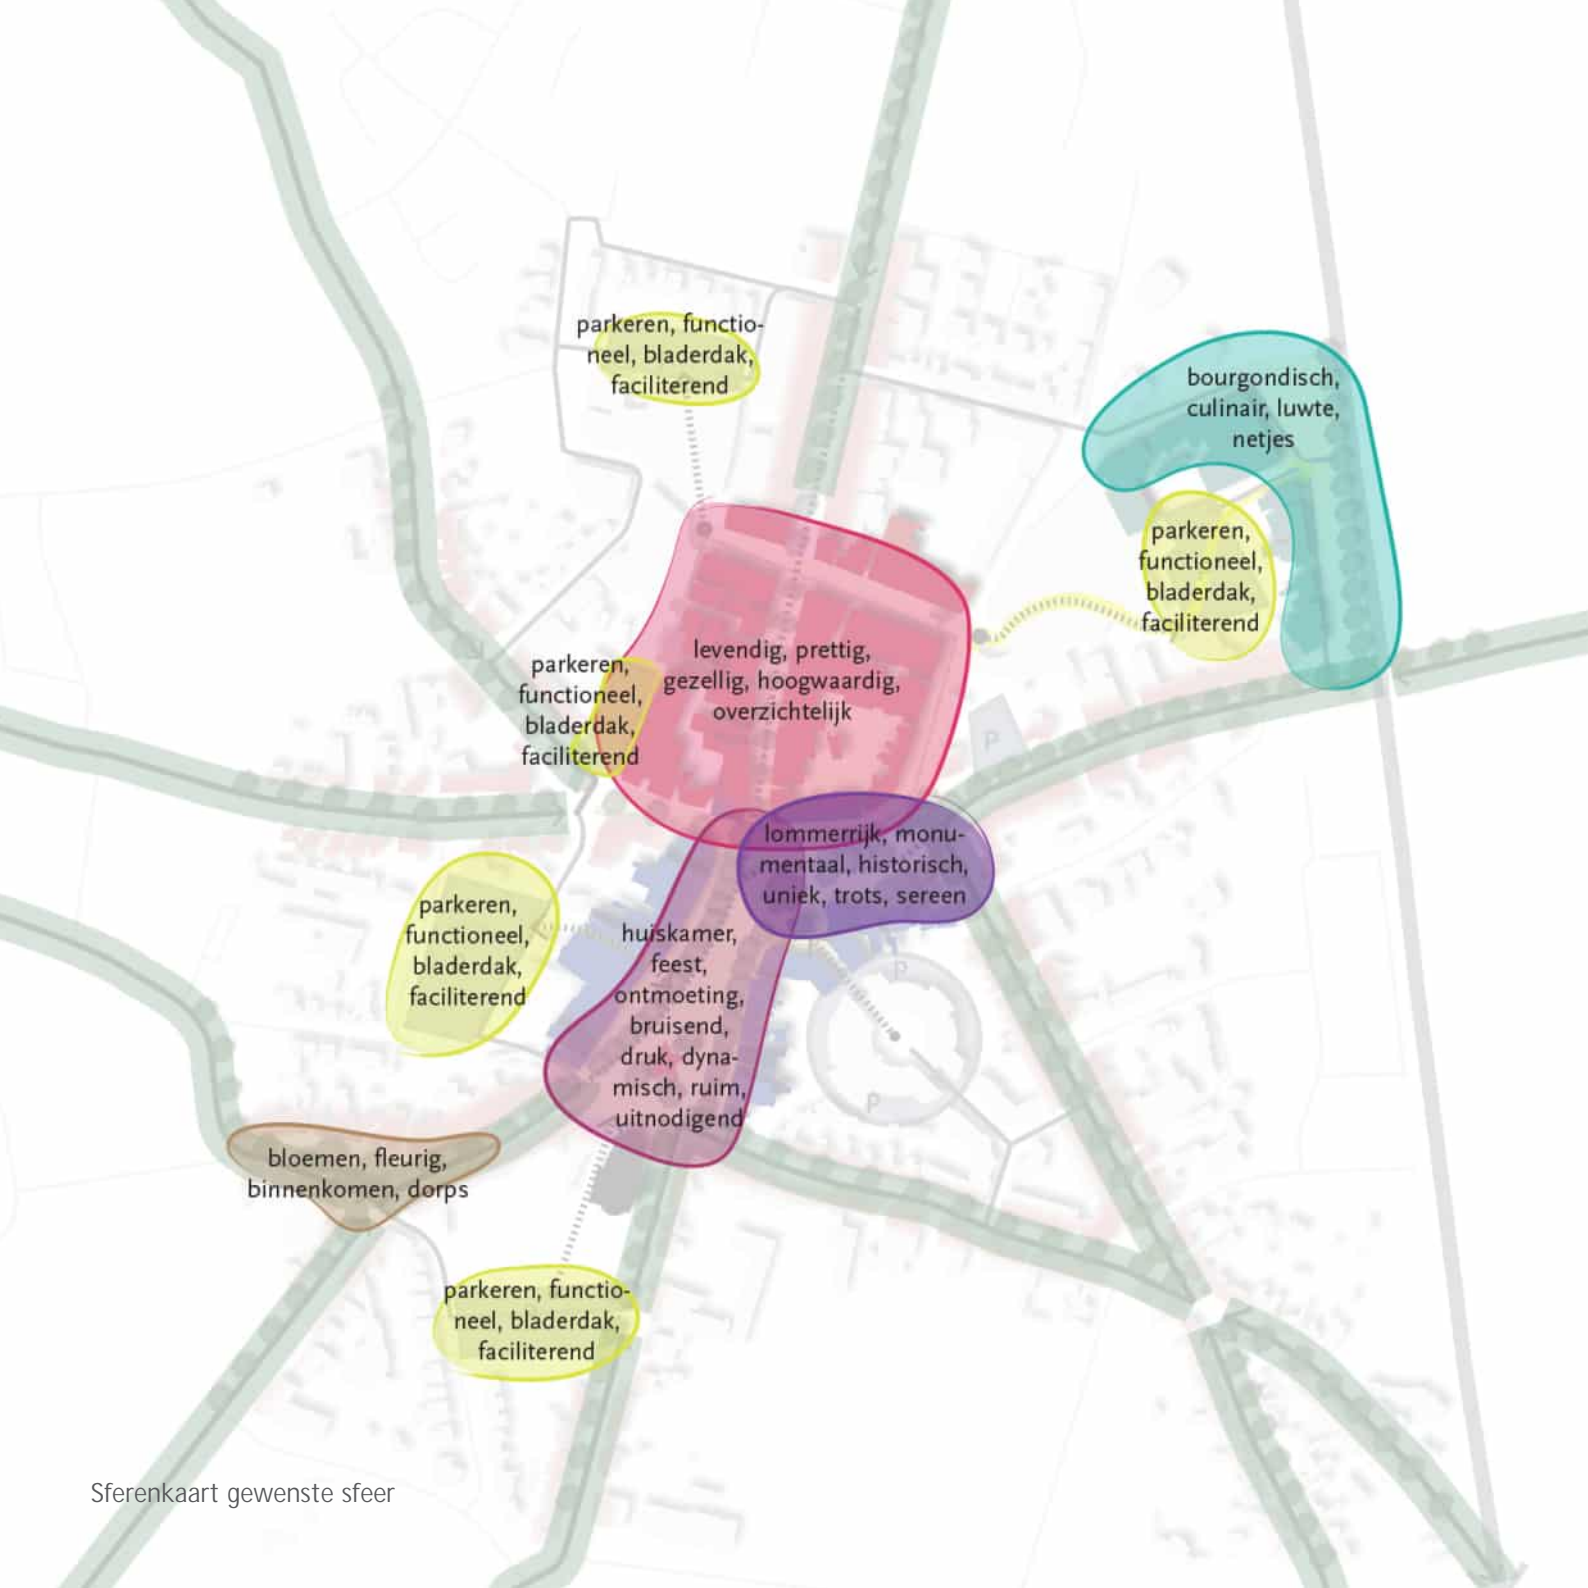 parkeren, functio-
neel, bladerdak,
faciliterend
bourgondisch,
culinair, luwte,
netjes
parkeren,
functioneel,
bladerdak,
faciliterend
levendig, prettig,
gezellig, hoogwaardig,
overzichtelijk
parkeren,
functioneel,
bladerdak,
faciliterend
P
lommerrijk, monu-
mentaal, historisch,
uniek, trots, sereen
parkeren,
functioneel,
bladerdak,
faciliterend
huiskamer,
feest,
ontmoeting,
bruisend,
druk, dyna-
misch, ruim,
uitnodigend
P
P
bloemen, fleurig,
binnenkomen, dorps
parkeren, functio-
neel, bladerdak,
faciliterend
Sferenkaart gewenste sfeer